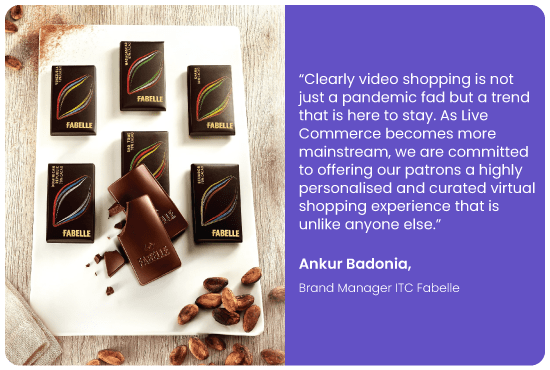 FABELLE
FABELLE
FABELLE
FABELLE
FABELLE
FABELLE
"Clearly video shopping is not
just a pandemic fad but a trend
that is here to stay. As Live
Commerce becomes more
mainstream, we are committed
to offering our patrons a highly
personalised and curated virtual
shopping experience that is
unlike anyone else."
Ankur Badonia,
Brand Manager ITC Fabelle